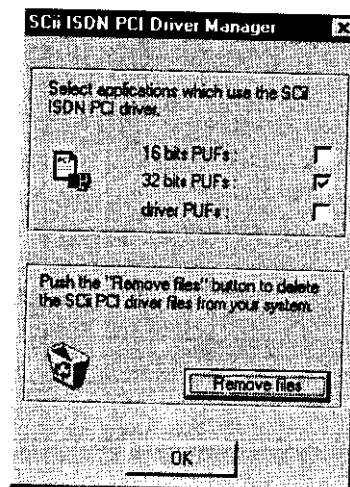 SCii ISDN PCI Driver Manager
Select applications which use the SCii
ISDN PCI driver.
16 bits PUFs :
32 bits PUFs :
driver PUFs :
Push the "Remove files" button to delete
the SCii PCI driver files from your system.
Remove files
OK